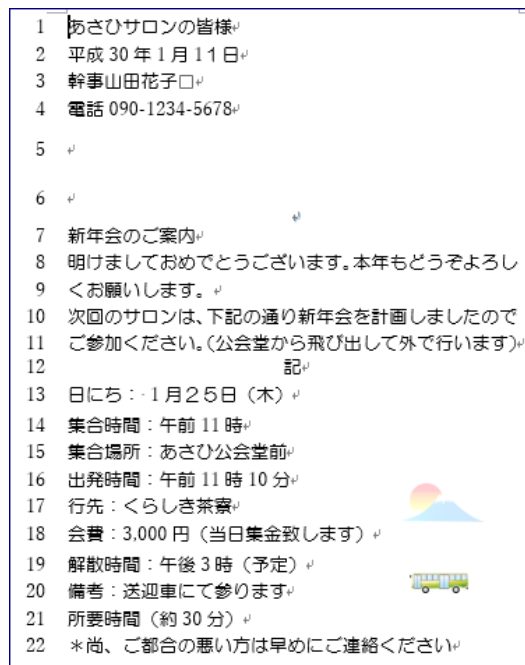 1 あさひサロンの皆様
2 平成 30 年 1 月 1 1 日
3 幹事山田花子□
4 電話 090-1234-5678
5
6
7 新年会のご案内
8 明けましておめでとうございます。本年もどうぞよろし
9 くお願いします。
10 次回のサロンは、下記の通り新年会を計画しましたので
11 ご参加ください。(公会堂から飛び出して外で行います)
12 記
13 日にち：1月２５日（木）
14 集合時間：午前 11 時
15 集合場所：あさひ公会堂前
16 出発時間：午前 11 時 10 分
17 行先：くらしき茶寮
18 会費：3,000 円（当日集金致します）
19 解散時間：午後 3 時（予定）
20 備考：送迎車にて参ります
21 所要時間（約 30 分）
22 ＊尚、ご都合の悪い方は早めにご連絡ください